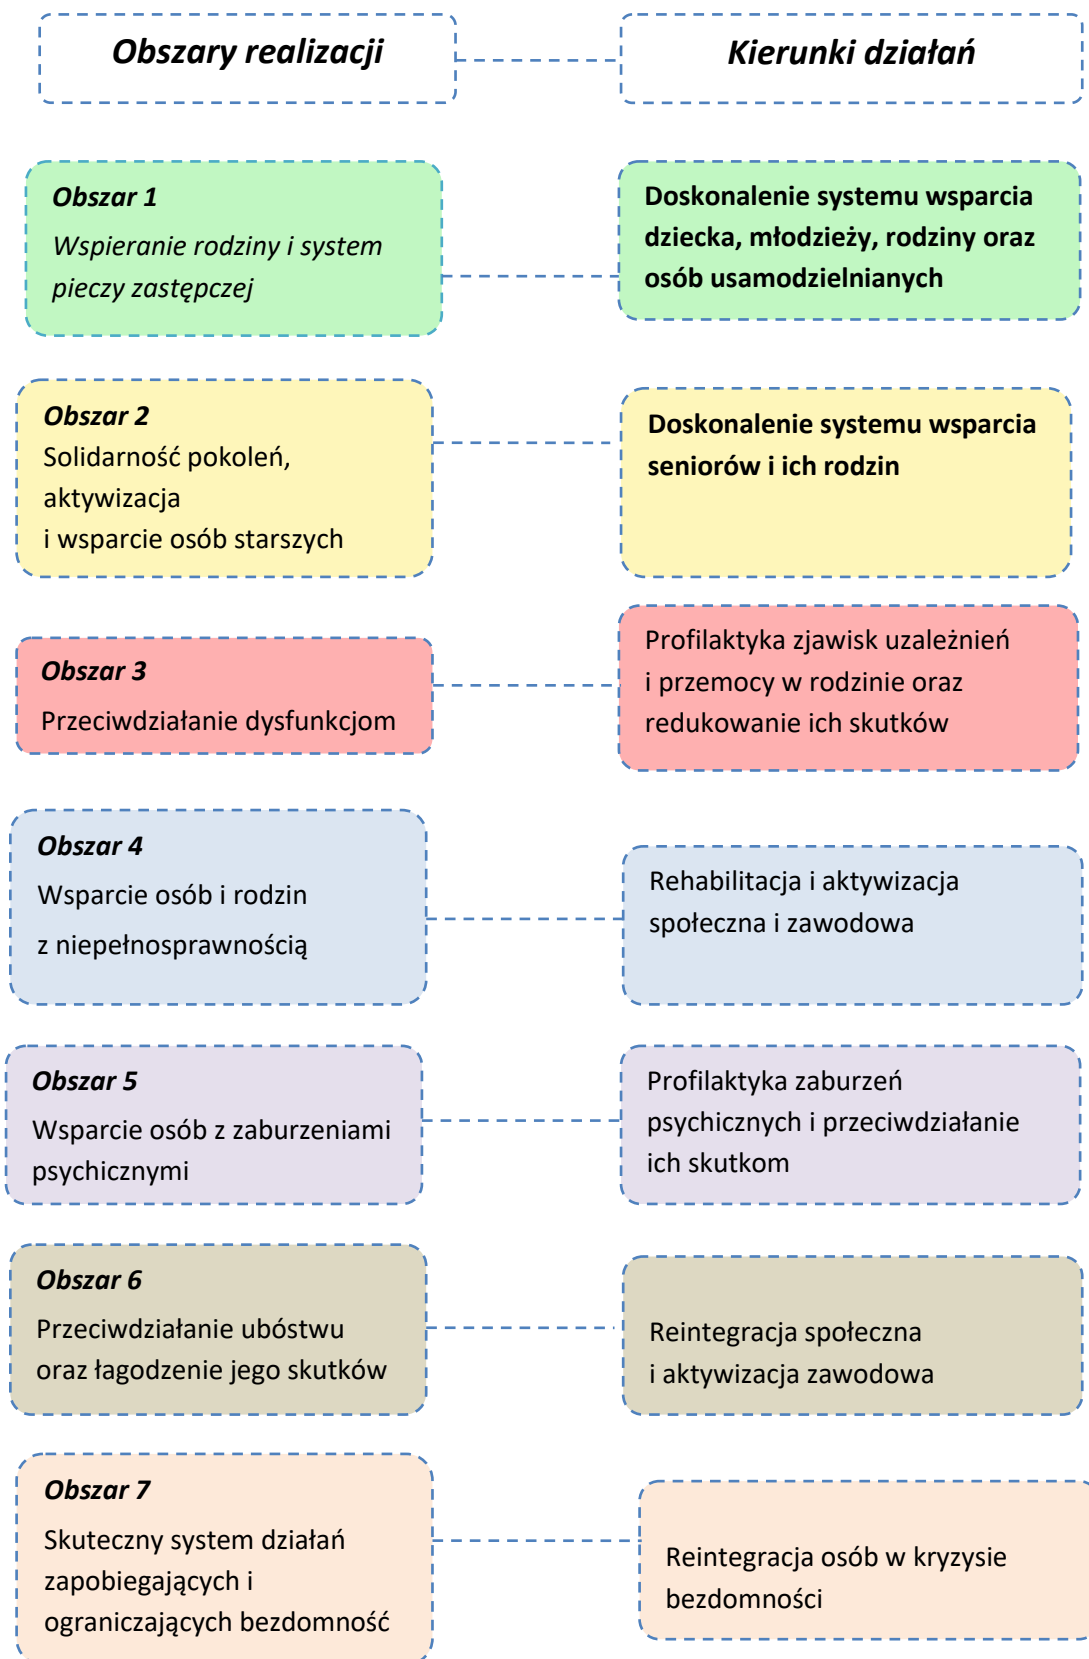 Obszary realizacji
Kierunki działań
Obszar 1
Wspieranie rodziny i system
pieczy zastępczej
Doskonalenie systemu wsparcia
dziecka, młodzieży, rodziny oraz
osób usamodzielnianych
Obszar 2
Solidarność pokoleń,
aktywizacja
i wsparcie osób starszych
Doskonalenie systemu wsparcia
seniorów i ich rodzin
Obszar 3
Przeciwdziałanie dysfunkcjom
Profilaktyka zjawisk uzależnień
i przemocy w rodzinie oraz
redukowanie ich skutków
Obszar 4
Wsparcie osób i rodzin
z niepełnosprawnością
Rehabilitacja i aktywizacja
społeczna i zawodowa
Obszar 5
Wsparcie osób z zaburzeniami
psychicznymi
Profilaktyka zaburzeń
psychicznych i przeciwdziałanie
ich skutkom
Obszar 6
Przeciwdziałanie ubóstwu
oraz łagodzenie jego skutków
Reintegracja społeczna
i aktywizacja zawodowa
Obszar 7
Skuteczny system działań
zapobiegających i
ograniczających bezdomność
Reintegracja osób w kryzysie
bezdomności